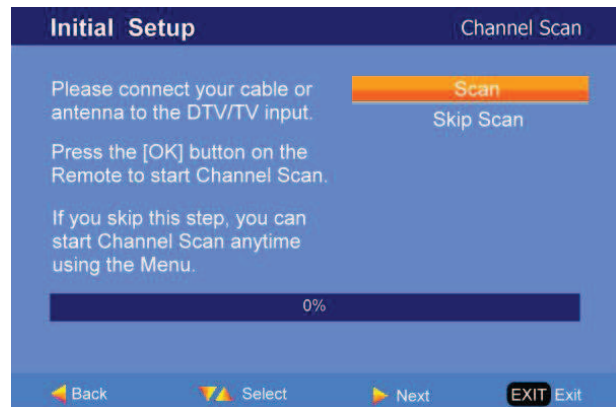 Initial Setup Channel Scan
Please connect your cable or
antenna to the DTV/TV input.
Press the [OK] button on the
Remote to start Channel Scan.
If you skip this step, you can
start Channel Scan anytime
using the Menu.
Scan
Skip Scan
0%
Back Select Next EXIT Exit